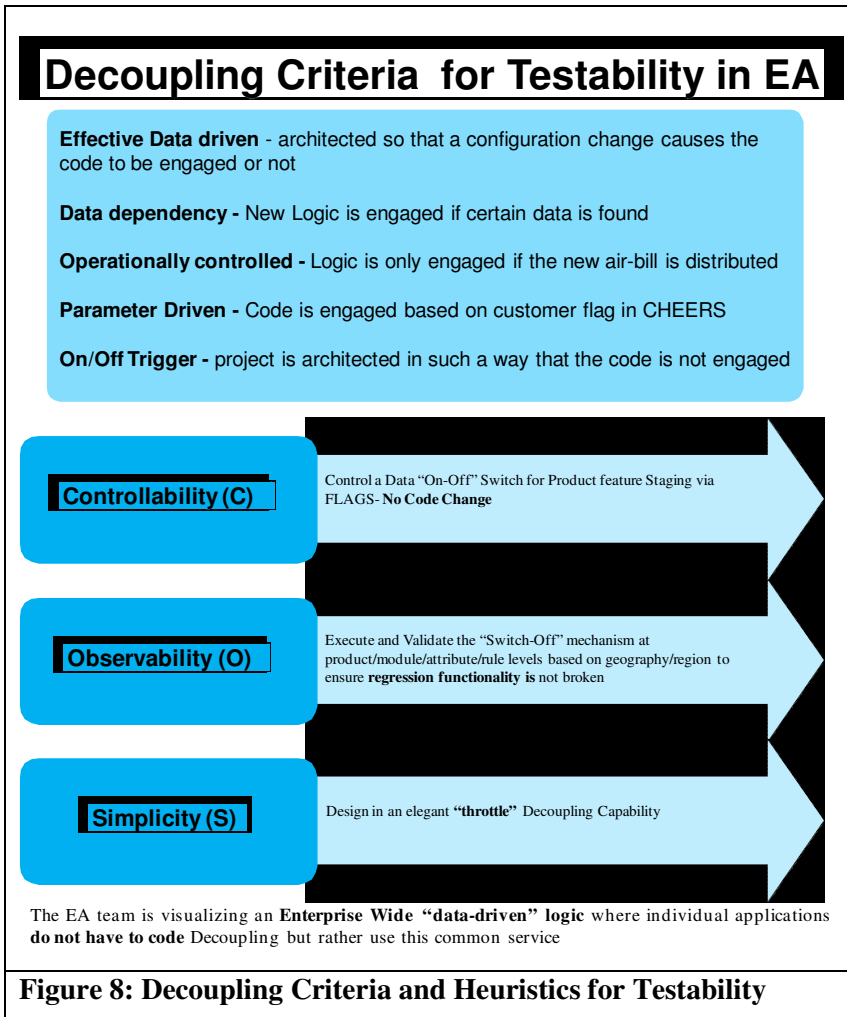 Decoupling Criteria for Testability in EA
Effective Data driven - architected so that a configuration change causes the
code to be engaged or not
Data dependency - New Logic is engaged if certain data is found
Operationally controlled - Logic is only engaged if the new air-bill is distributed
Parameter Driven - Code is engaged based on customer flag in CHEERS
On/Off Trigger - project is architected in such a way that the code is not engaged
Controllability (C)
Control a Data “On-Off” Switch for Product feature Staging via
FLAGS- No Code Change
Observability (O)
Execute and Validate the “Switch-Off” mechanism at
product/module/attribute/rule levels based on geography/region to
ensure regression functionality is not broken
Simplicity (S)
Design in an elegant “throttle” Decoupling Capability
The EA team is visualizing an Enterprise Wide “data-driven” logic where individual applications
do not have to code Decoupling but rather use this common service
Figure 8: Decoupling Criteria and Heuristics for Testability